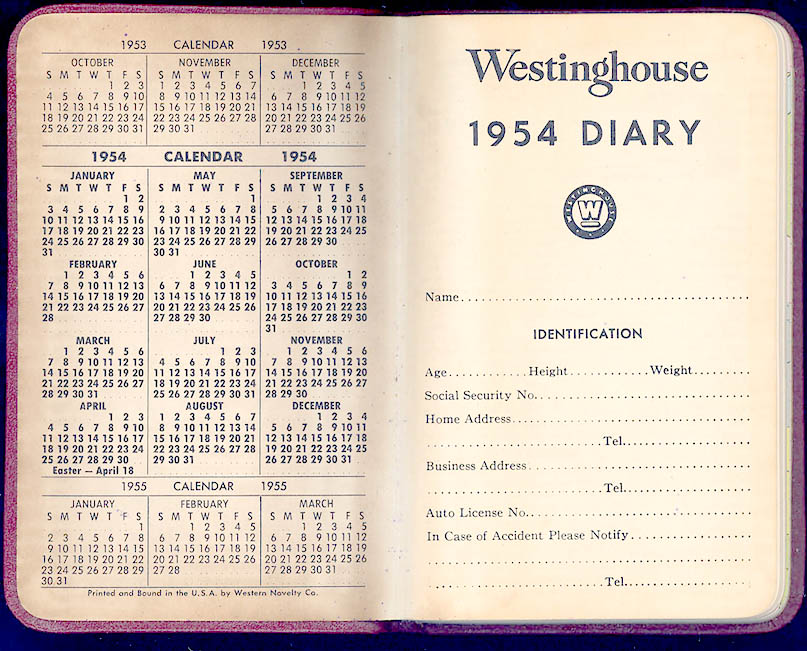 1953 CALENDAR 1953
OCTOBER NOVEMBER DECEMBER
S M T W T F S S M T W T F S S M T W T F S
1 2 3 1 2 3 4 5 6 7 1 2 3 4 5
4 5 6 7 8 9 10 8 9 10 11 12 13 14 6 7 8 9 10 11 12
11 12 13 14 15 16 17 15 16 17 18 19 20 21 13 14 15 16 17 18 19
18 19 20 21 22 23 24 22 23 24 25 26 27 28 20 21 22 23 24 25 26
25 26 27 28 29 30 31 29 30 31 27 28 29 30 31
1954 CALENDAR 1954
JANUARY MAY SEPTEMBER
S M T W T F S S M T W T F S S M T W T F S
1 2 1 1 2 3 4
3 4 5 6 7 8 9 2 3 4 5 6 7 8 5 6 7 8 9 10 11
10 11 12 13 14 15 16 9 10 11 12 13 14 15 12 13 14 15 16 17 18
17 18 19 20 21 22 23 16 17 18 19 20 21 22 19 20 21 22 23 24 25
24 25 26 27 28 29 30 23 24 25 26 27 28 29 26 27 28 29 30
31 30 31
FEBRUARY JUNE OCTOBER
1 2 3 4 5 6 1 2 3 4 5 1 2
7 8 9 10 11 12 13 6 7 8 9 10 11 12 3 4 5 6 7 8 9
14 15 16 17 18 19 20 13 14 15 16 17 18 19 10 11 12 13 14 15 16
21 22 23 24 25 26 27 20 21 22 23 24 25 26 17 18 19 20 21 22 23
28 27 28 29 30 24 25 26 27 28 29 30
31
MARCH JULY NOVEMBER
1 2 3 4 5 6 1 2 3 1 2 3 4 5 6
7 8 9 10 11 12 13 4 5 6 7 8 9 10 7 8 9 10 11 12 13
14 15 16 17 18 19 20 11 12 13 14 15 16 17 14 15 16 17 18 19 20
21 22 23 24 25 26 27 18 19 20 21 22 23 24 21 22 23 24 25 26 27
28 29 30 31 25 26 27 28 29 30 31 28 29 30
APRIL AUGUST DECEMBER
1 2 3 1 2 3 4 5 6 7 1 2 3 4
4 5 6 7 8 9 10 8 9 10 11 12 13 14 5 6 7 8 9 10 11
11 12 13 14 15 16 17 15 16 17 18 19 20 21 12 13 14 15 16 17 18
18 19 20 21 22 23 24 22 23 24 25 26 27 28 19 20 21 22 23 24 25
25 26 27 28 29 30 29 30 31 26 27 28 29 30 31
Easter — April 18
1955 CALENDAR 1955
JANUARY FEBRUARY MARCH
S M T W T F S S M T W T F S S M T W T F S
1 1 2 3 4 5 1 2 3 4 5
2 3 4 5 6 7 8 6 7 8 9 10 11 12 6 7 8 9 10 11 12
9 10 11 12 13 14 15 13 14 15 16 17 18 19 13 14 15 16 17 18 19
16 17 18 19 20 21 22 20 21 22 23 24 25 26 20 21 22 23 24 25 26
23 24 25 26 27 28 29 27 28 27 28 29 30 31
30 31
Printed and Bound in the U.S.A. by Western Novelty Co.
Westinghouse
1954 DIARY
WESTINGHOUSE
W
Name
IDENTIFICATION
Age Height Weight
Social Security No.
Home Address
Tel.
Business Address
Tel.
Auto License No.
In Case of Accident Please Notify
Tel.